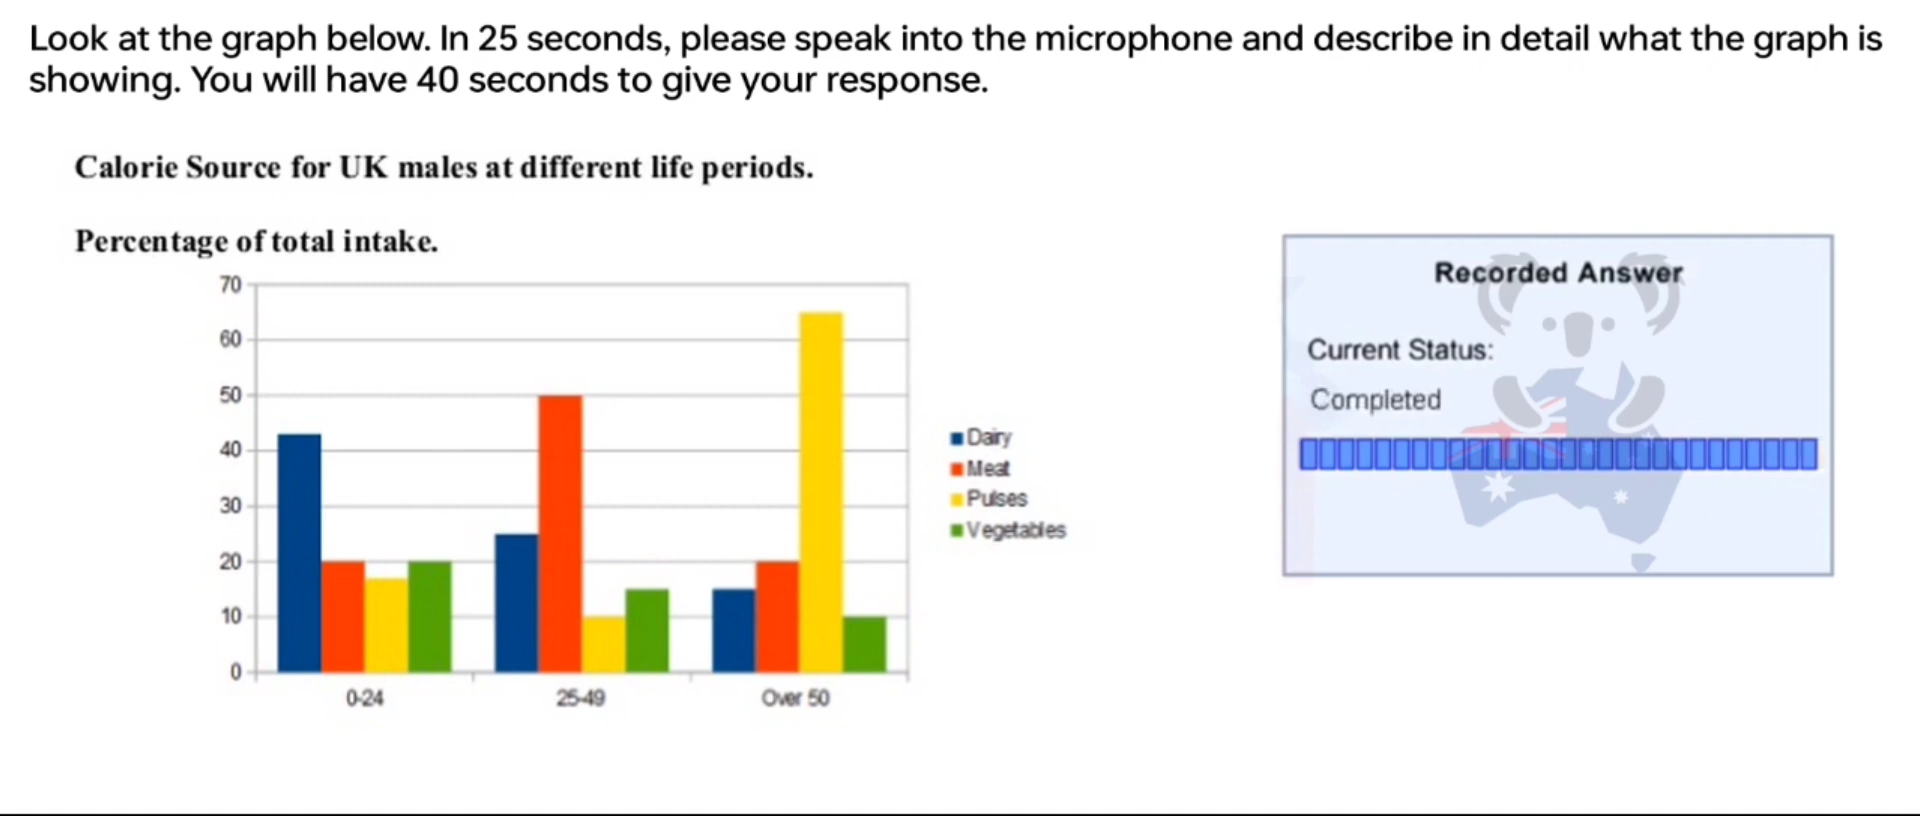 Look at the graph below. In 25 seconds, please speak into the microphone and describe in detail what the graph is
showing. You will have 40 seconds to give your response.
Calorie Source for UK males at different life periods.
Percentage of total intake.
70
60
50
40
30
20
10
0
0-24
25-49
Over 50
Dairy
Meat
Pulses
Vegetables
Recorded Answer
Current Status:
Completed